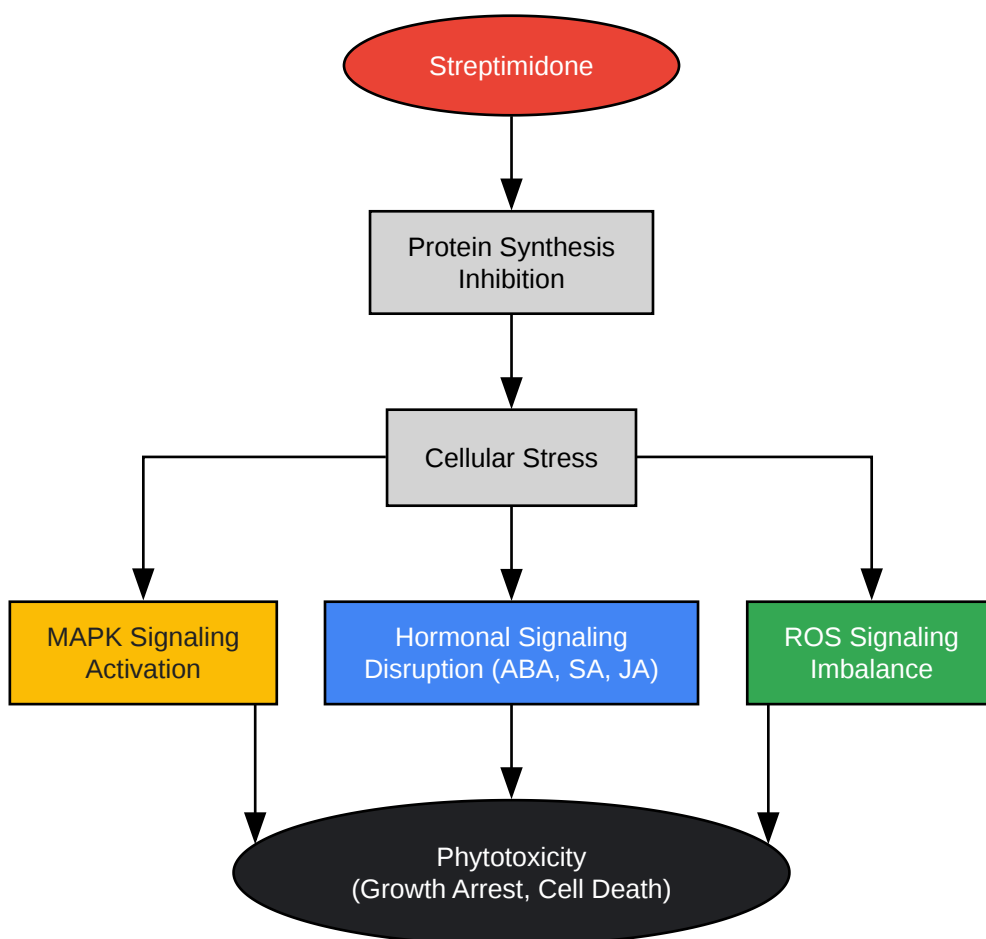 Streptimidone
Protein Synthesis
Inhibition
Cellular Stress
MAPK Signaling
Activation
Hormonal Signaling
Disruption (ABA, SA, JA)
ROS Signaling
Imbalance
Phytotoxicity
(Growth Arrest, Cell Death)